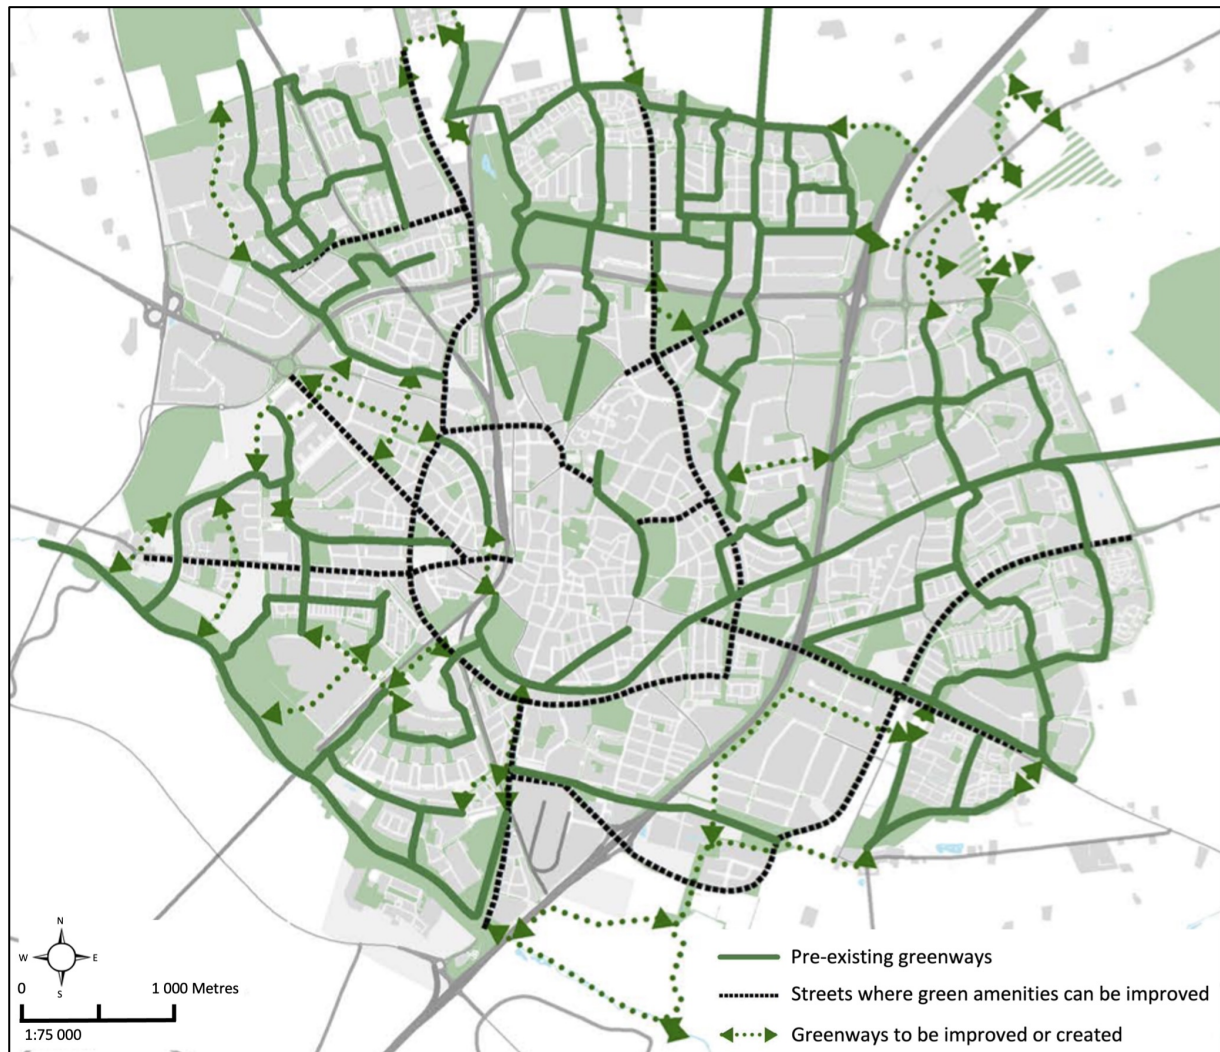 N
W E
S
0 1 000 Metres
1:75 000
Pre-existing greenways
Streets where green amenities can be improved
Greenways to be improved or created